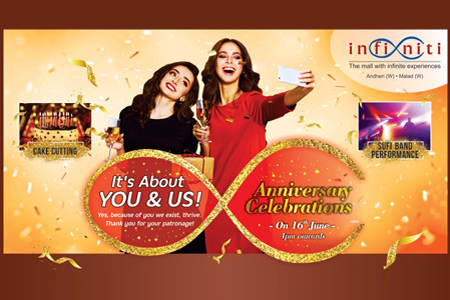 infiniti
The mall with infinite experiences
Andheri (W) • Malad (W)
CAKE CUTTING
SUFI BAND
PERFORMANCE
It's About
YOU & US!
Yes, because of you we exist, thrive.
Thank you for your patronage!
Anniversary
Celebrations
- On 16th June -
1pm onwards